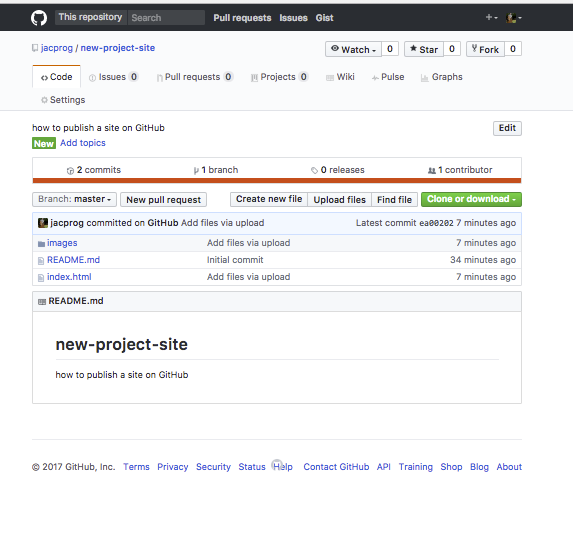 This repository Search Pull requests Issues Gist
jacprog / new-project-site Watch 0 Star 0 Fork 0
Code Issues 0 Pull requests 0 Projects 0 Wiki Pulse Graphs
Settings
how to publish a site on GitHub Edit
New Add topics
2 commits 1 branch 0 releases 1 contributor
Branch: master New pull request Create new file Upload files Find file Clone or download
jacprog committed on GitHub Add files via upload Latest commit ea00202 7 minutes ago
images Add files via upload 7 minutes ago
README.md Initial commit 34 minutes ago
index.html Add files via upload 7 minutes ago
README.md
new-project-site
how to publish a site on GitHub
© 2017 GitHub, Inc. Terms Privacy Security Status Help Contact GitHub API Training Shop Blog About